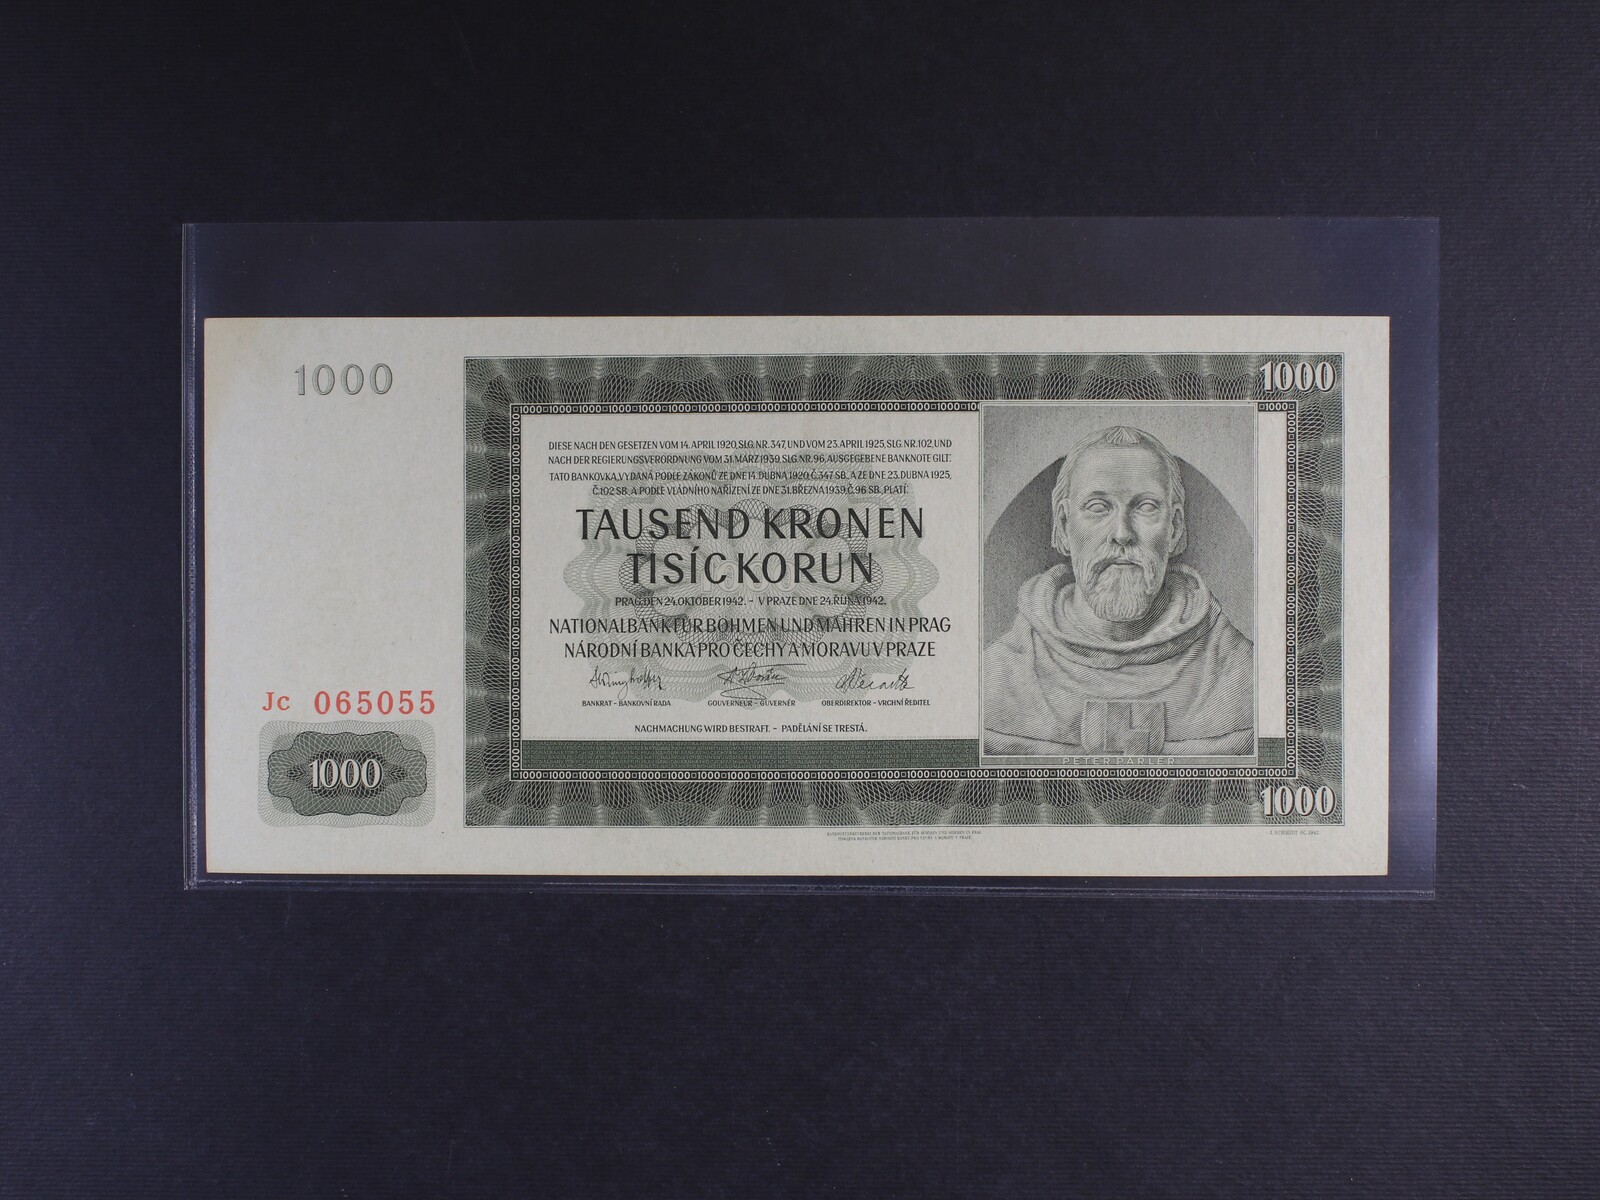 1000
1000
DIESE NACH DEN GESETZEN VOM 14. APRIL 1920, SLG. NR. 347, UND VOM 23. APRIL 1925, SLG. NR. 102, UND
NACH DER REGIERUNGSVERORDNUNG VOM 31. MÄRZ 1939, SLG. NR. 96, AUSGEGEBENE BANKNOTE GILT:
TATO BANKOVKA, VYDANÁ PODLE ZÁKONŮ ZE DNE 14. DUBNA 1920, Č. 347 SB., A ZE DNE 23. DUBNA 1925,
Č. 102 SB., A PODLE VLÁDNÍHO NAŘÍZENÍ ZE DNE 31. BŘEZNA 1939, Č. 96 SB., PLATÍ:
TAUSEND KRONEN
TISÍC KORUN
PRAG, DEN 24. OKTOBER 1942. – V PRAZE DNE 24. ŘÍJNA 1942.
NATIONALBANK FÜR BÖHMEN UND MÄHREN IN PRAG
NÁRODNÍ BANKA PRO ČECHY A MORAVU V PRAZE
BANKRAT – BANKOVNÍ RADA GOUVERNEUR – GUVERNÉR OBERDIREKTOR – VRCHNÍ ŘEDITEL
NACHMACHUNG WIRD BESTRAFT. – PADĚLÁNÍ SE TRESTÁ.
Jc 065055
1000
PETER PARLER
1000